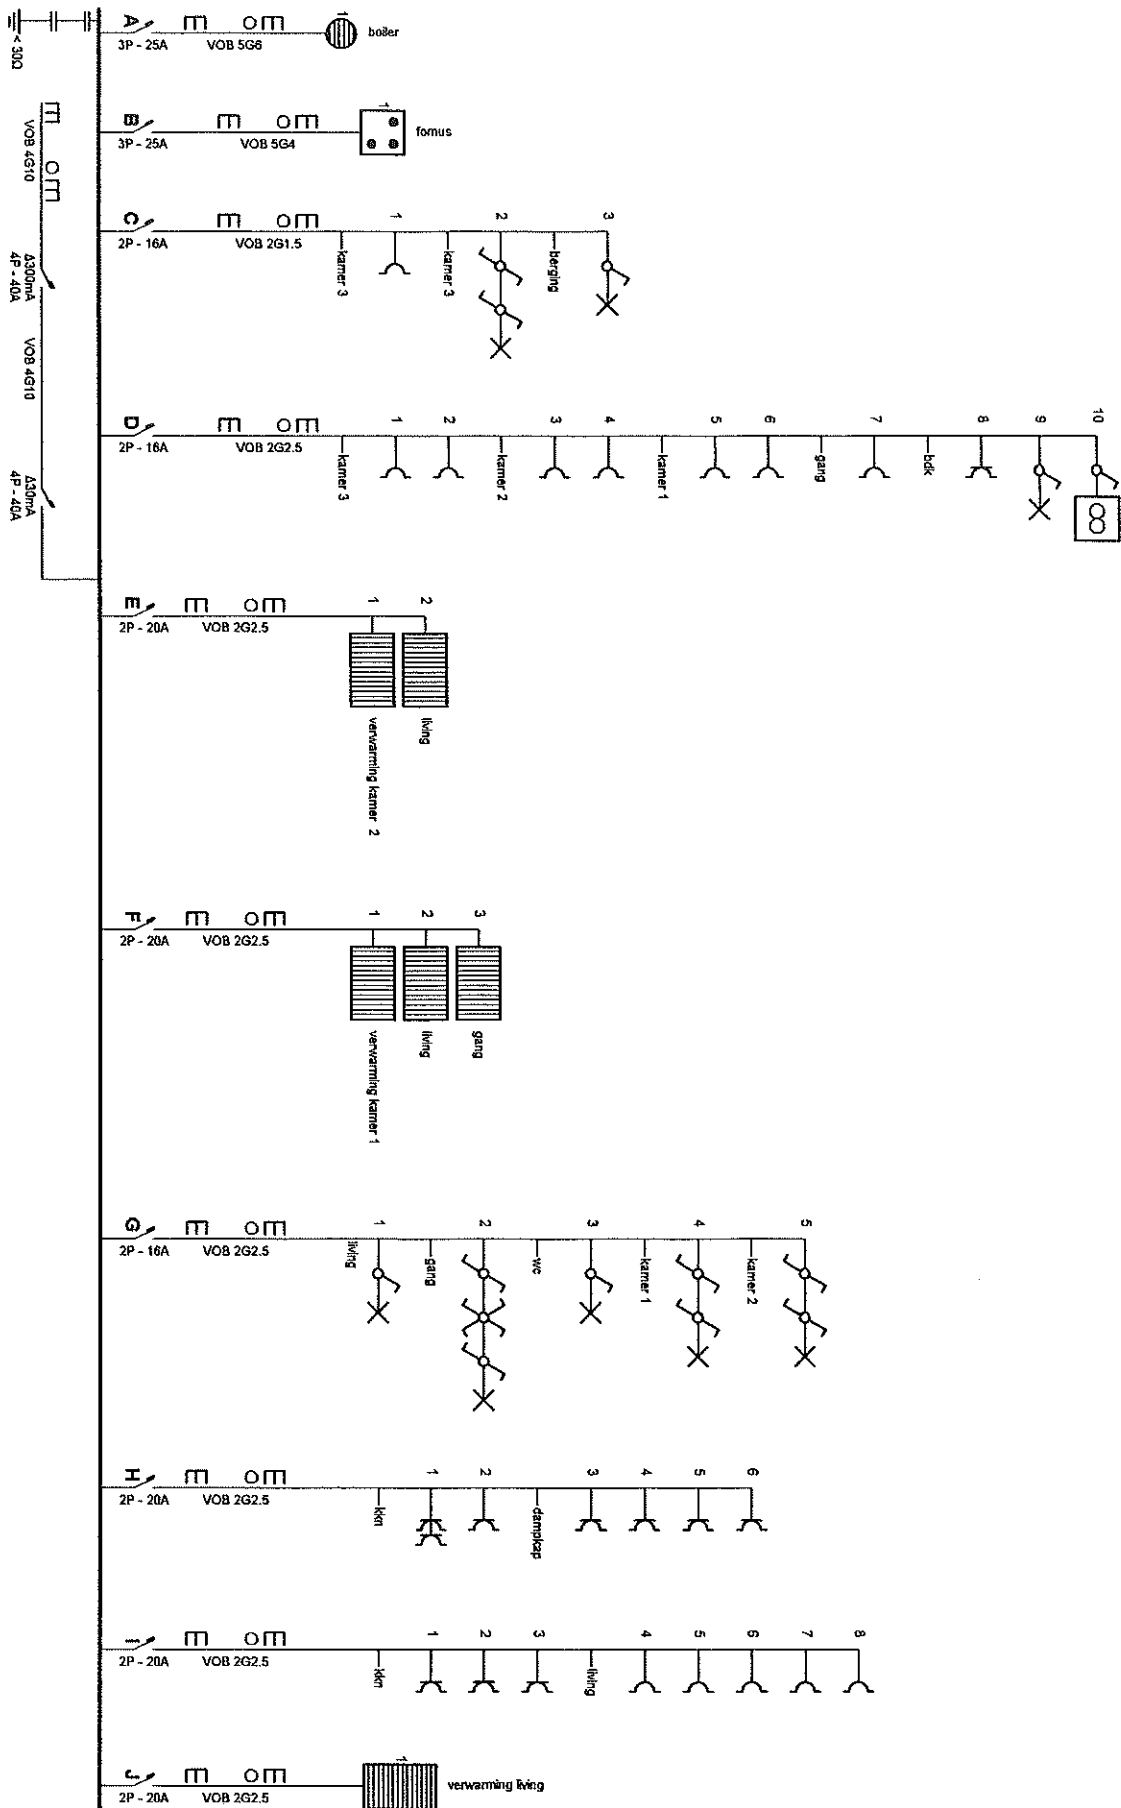 < 30Ω
VOB 4G10
Δ300mA
4P - 40A
VOB 4G10
Δ30mA
4P - 40A
A
3P - 25A
VOB 5G6
1
boiler
B
3P - 25A
VOB 5G4
1
fornus
C
2P - 16A
VOB 2G1.5
kamer 3
1
kamer 3
2
berging
3
D
2P - 16A
VOB 2G2.5
kamer 3
1
2
kamer 2
3
4
kamer 1
5
6
gang
7
bdk
8
9
10
E
2P - 20A
VOB 2G2.5
1
verwarming kamer 2
2
living
F
2P - 20A
VOB 2G2.5
1
verwarming kamer 1
2
living
3
gang
G
2P - 16A
VOB 2G2.5
living
1
gang
2
wc
3
kamer 1
4
kamer 2
5
H
2P - 20A
VOB 2G2.5
kkn
1
2
dampkap
3
4
5
6
I
2P - 20A
VOB 2G2.5
kkn
1
2
3
living
4
5
6
7
8
J
2P - 20A
VOB 2G2.5
1
verwarming living